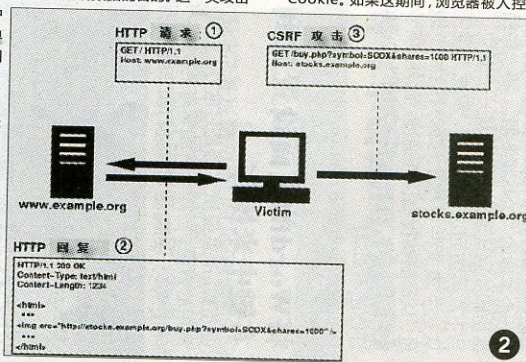 Cookie。如果这期间,浏览器被人控
HTTP 请求 ①
GET / HTTP/1.1
Host: www.example.org
CSRF 攻击 ③
GET /buy.php?symbol=SCOX&shares=1000 HTTP/1.1
Host: stocks.example.org
www.example.org
Victim
stocks.example.org
HTTP 回复 ②
HTTP/1.1 200 OK
Content-Type: text/html
Content-Length: 1234
<html>
***
<img src="http://stocks.example.org/buy.php?symbol=SCOX&shares=1000" />
***
</html>
2